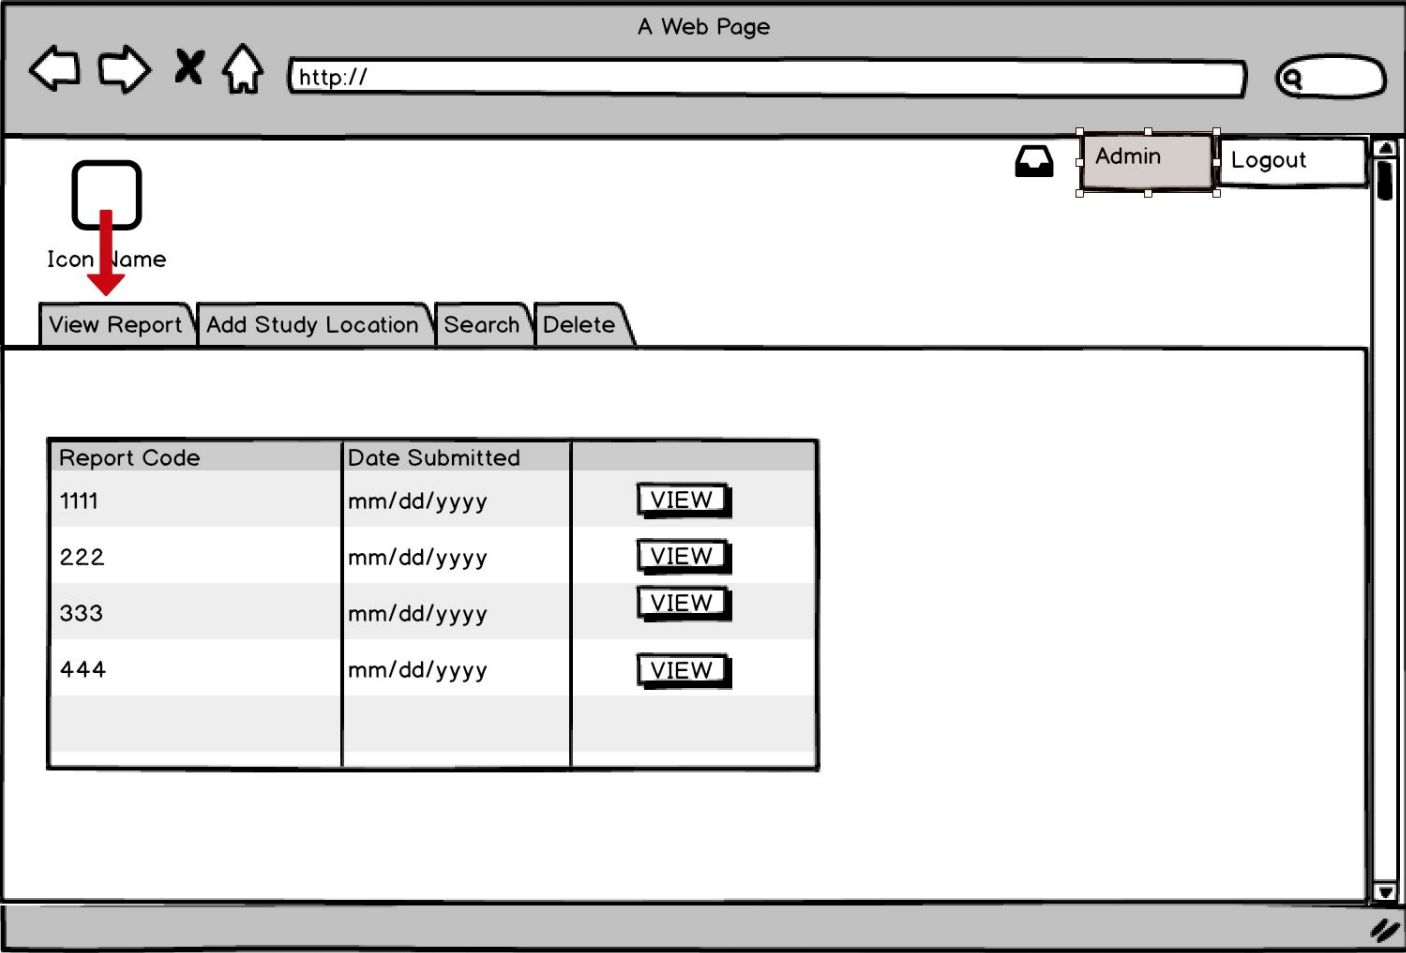 A Web Page
http://
Admin
Logout
Icon Name
View Report
Add Study Location
Search
Delete
Report Code
Date Submitted
1111
mm/dd/yyyy
VIEW
222
mm/dd/yyyy
VIEW
333
mm/dd/yyyy
VIEW
444
mm/dd/yyyy
VIEW